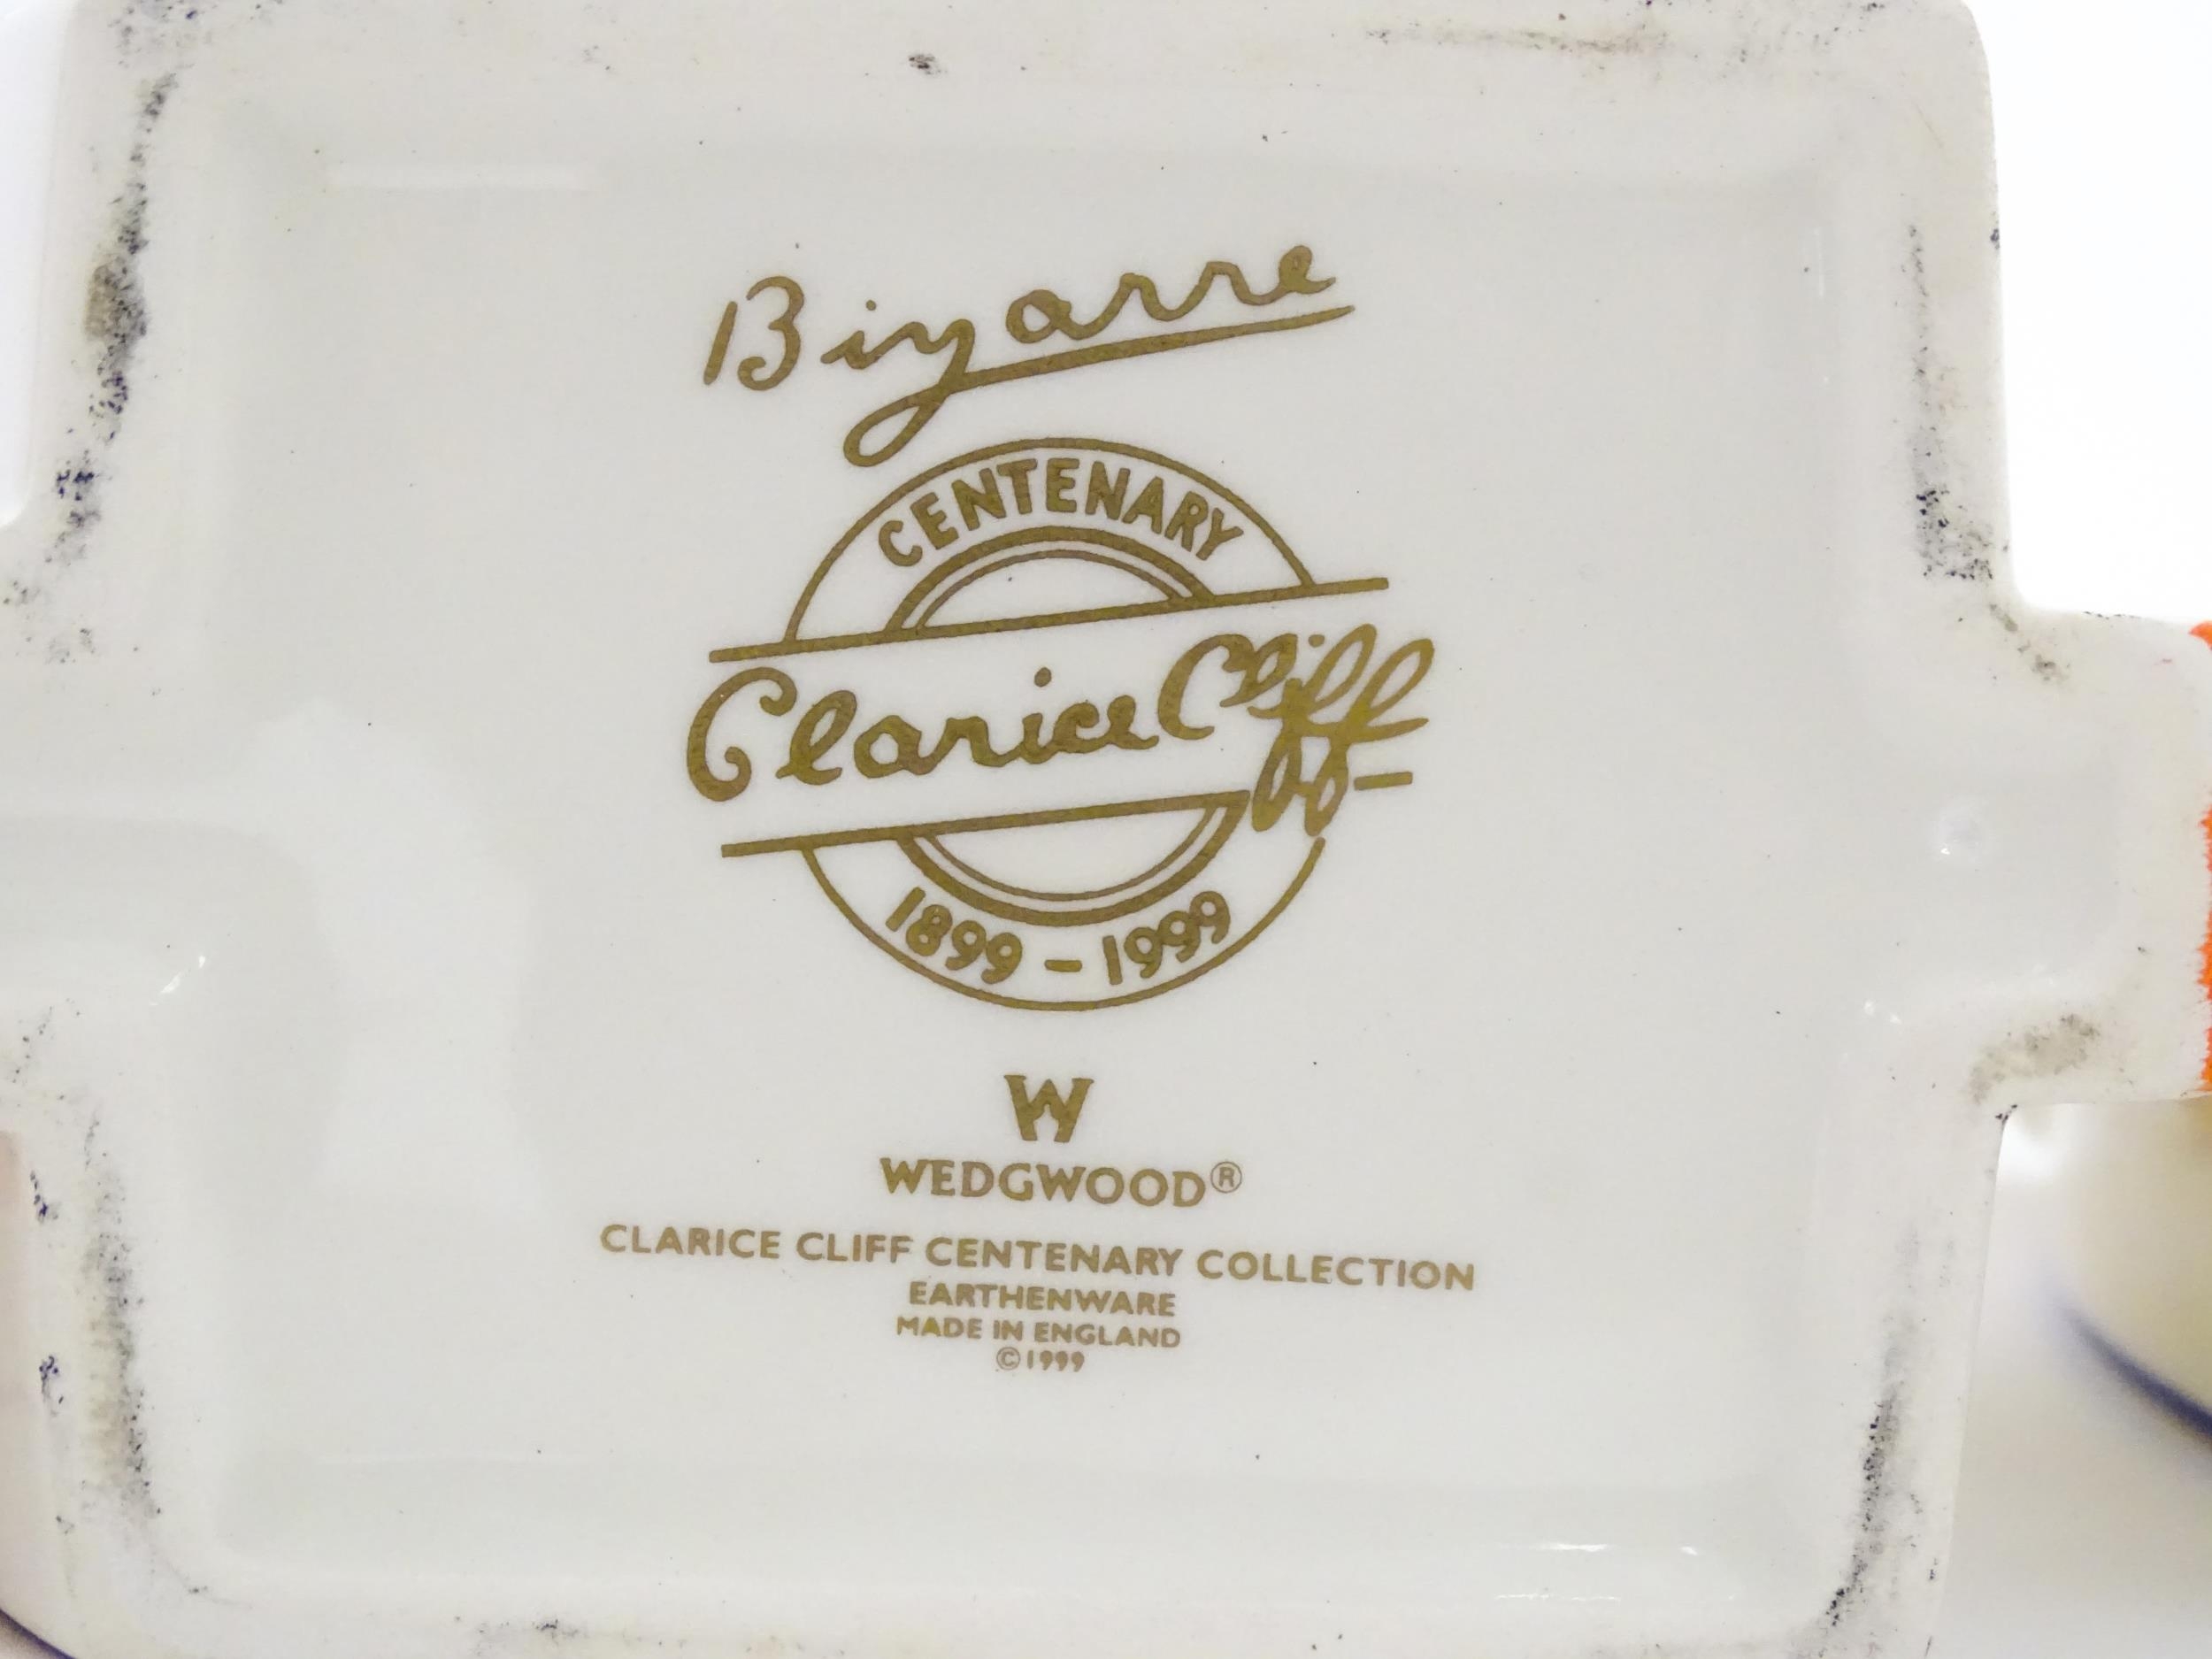 Bizarre
CENTENARY
Clarice Cliff
1899 - 1999
W
WEDGWOOD®
CLARICE CLIFF CENTENARY COLLECTION
EARTHENWARE
MADE IN ENGLAND
©1999